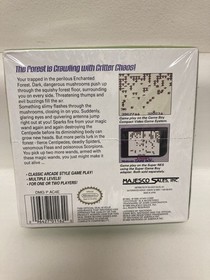 The Forest is Crawling with Critter Chaos!
Your trapped in the perilous Enchanted
Forest. Dark, dangerous mushrooms push up
through the squishy forest floor, surrounding
you on every side. Threatening thumps and
evil buzzings fill the air.
Something slimy flashes through the
mushrooms, closing in on you. Suddenly,
glaring eyes and quivering antenna jump
right out at you! Sparks fire from your magic
wand again and again destroying the
Centipede before its diminishing body can
grow new heads. But more perils lurk in the
forest - fierce Centipedes; deadly Spiders,
venomous Fleas and poisonous Scorpions.
You pick up two more wands, armed with
these magic wands, you just might make it
out alive ...
• CLASSIC ARCADE STYLE GAME PLAY!
• MULTIPLE LEVELS!
• FOR ONE OR TWO PLAYERS!
Game play on the Game Boy
Compact Video Game System.
Game play on the Super NES
using the Super Game Boy
adapter. Both sold separately.
MAJESCO SALES, INC.